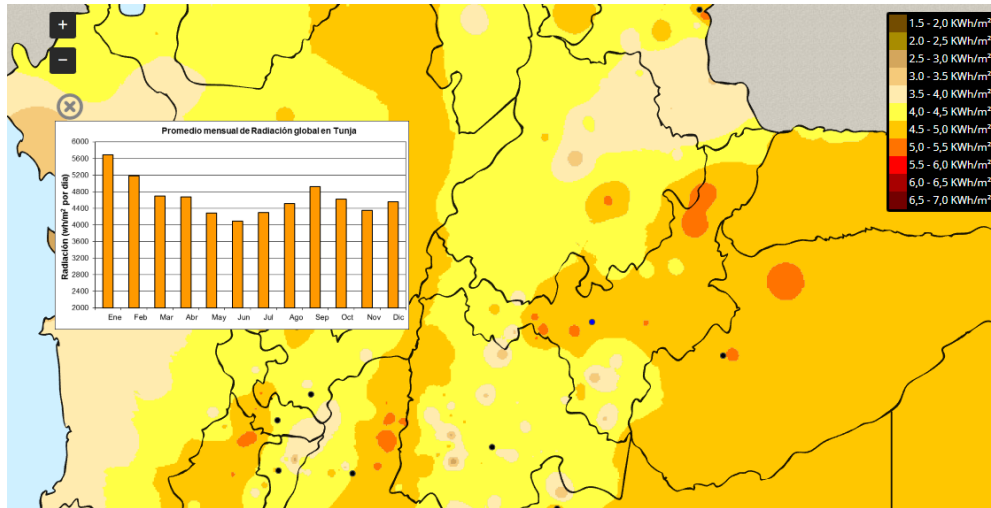 +
−
Promedio mensual de Radiación global en Tunja
Radiación (wh/m² por día)
6000
5600
5200
4800
4400
4000
3600
3200
2800
2400
2000
Ene Feb Mar Abr May Jun Jul Ago Sep Oct Nov Dic
1.5 - 2,0 KWh/m²
2.0 - 2,5 KWh/m²
2.5 - 3,0 KWh/m²
3.0 - 3.5 KWh/m²
3.5 - 4,0 KWh/m²
4,0 - 4,5 KWh/m²
4.5 - 5,0 KWh/m²
5,0 - 5,5 KWh/m²
5.5 - 6,0 KWh/m²
6,0 - 6,5 KWh/m²
6,5 - 7,0 KWh/m²